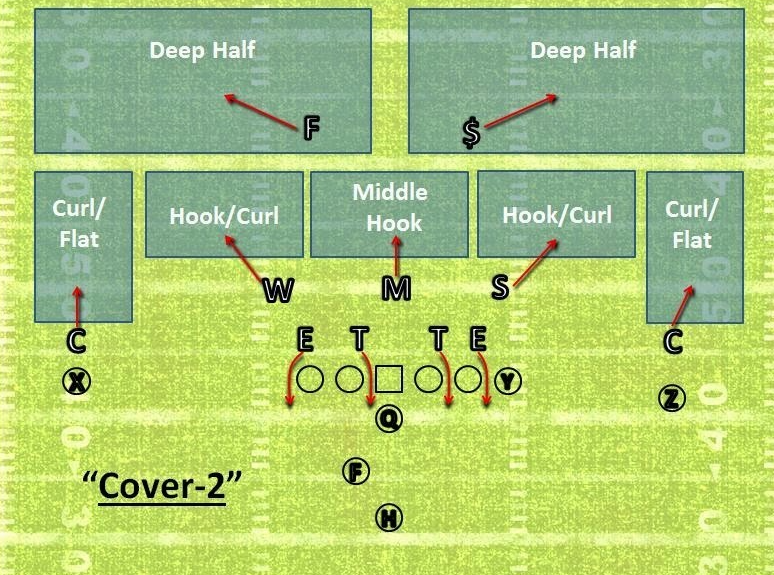 Deep Half Deep Half
F $
Curl/
Flat
Hook/Curl
Middle
Hook
Hook/Curl
Curl/
Flat
W M S
C E T T E C
X Y Z
Q
F
“Cover-2”
H